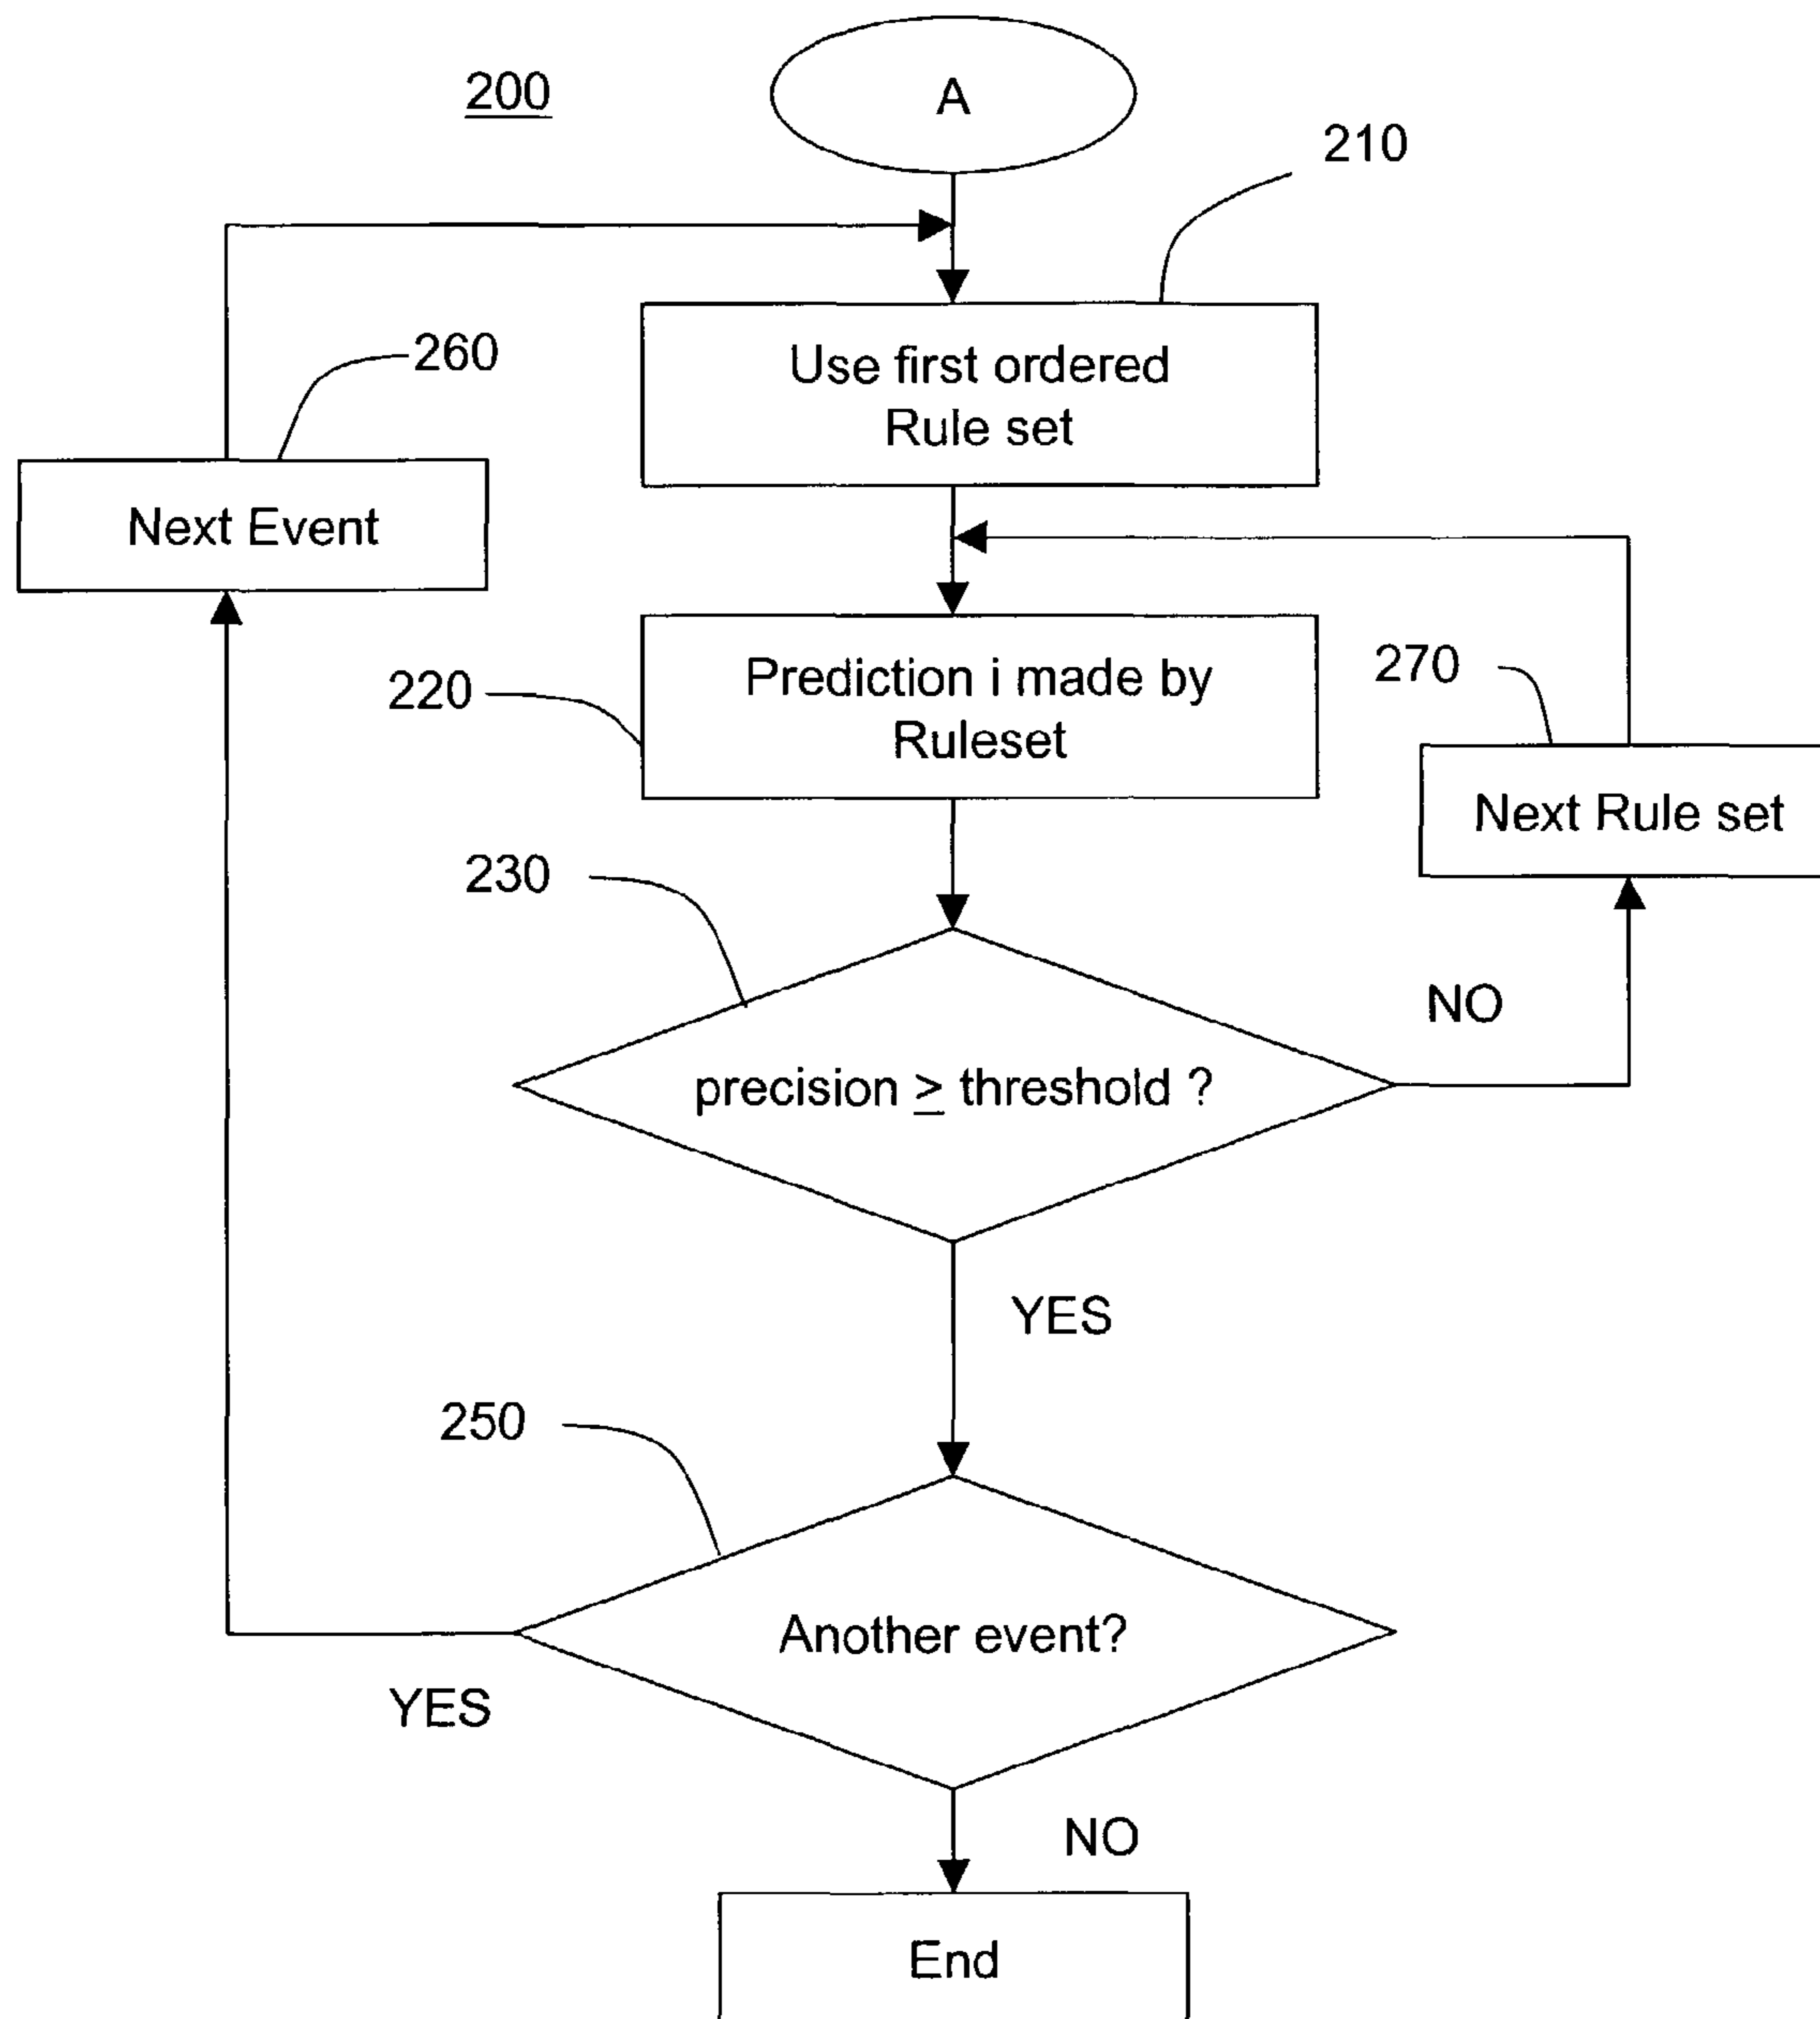 200
A
210
Use first ordered
Rule set
260
Next Event
220
Prediction i made by
Ruleset
270
Next Rule set
230
precision ≥ threshold ?
NO
YES
250
Another event?
YES
NO
End